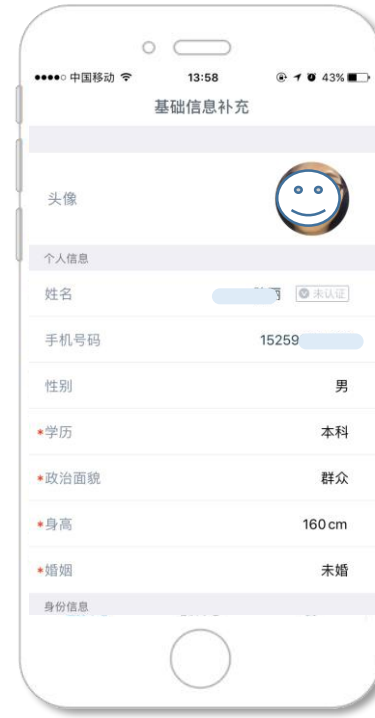 中国移动 13:58 43%
基础信息补充
头像
个人信息
姓名 丽 未认证
手机号码 15259
性别 男
*学历 本科
*政治面貌 群众
*身高 160cm
*婚姻 未婚
身份信息